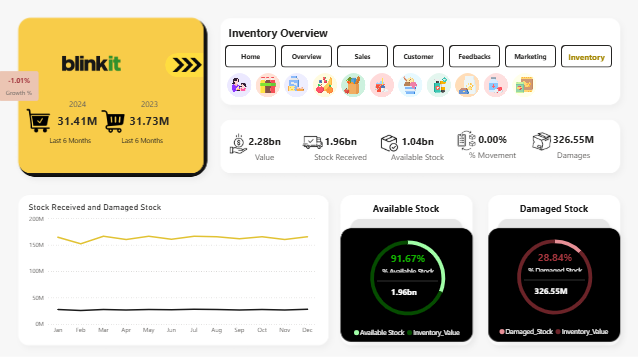 blinkit
-1.01%
Growth %
2024
31.41M
Last 6 Months
2023
31.73M
Last 6 Months
Inventory Overview
Home
Overview
Sales
Customer
Feedbacks
Marketing
Inventory
2.28bn
Value
1.96bn
Stock Received
1.04bn
Available Stock
0.00%
% Movement
326.55M
Damages
Stock Received and Damaged Stock
200M
150M
100M
50M
0M
Jan Feb Mar Apr May Jun Jul Aug Sep Oct Nov Dec
Available Stock
91.67%
% Available Stock
1.96bn
Available Stock Inventory_Value
Damaged Stock
28.84%
% Damaged Stock
326.55M
Damaged_Stock Inventory_Value